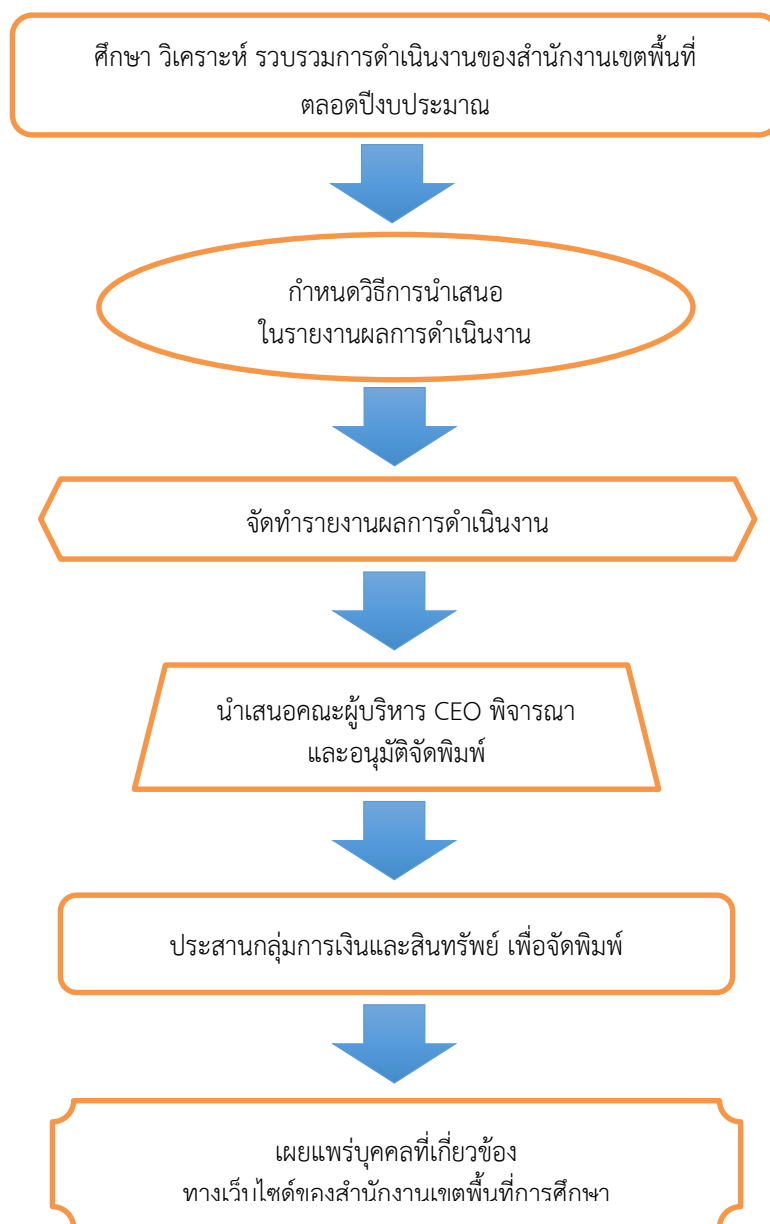 ศึกษา วิเคราะห์ รวบรวมการดำเนินงานของสำนักงานเขตพื้นที่
ตลอดปีงบประมาณ
กำหนดวิธีการนำเสนอ
ในรายงานผลการดำเนินงาน
จัดทำรายงานผลการดำเนินงาน
นำเสนอคณะผู้บริหาร CEO พิจารณา
และอนุมัติจัดพิมพ์
ประสานกลุ่มการเงินและสินทรัพย์ เพื่อจัดพิมพ์
เผยแพร่บุคคลที่เกี่ยวข้อง
ทางเว็บไซด์ของสำนักงานเขตพื้นที่การศึกษา